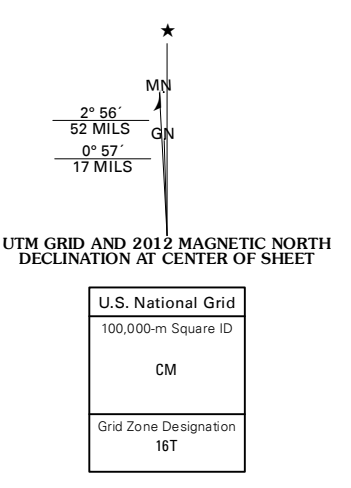 ★
MN
2° 56´
52 MILS
GN
0° 57´
17 MILS
UTM GRID AND 2012 MAGNETIC NORTH
DECLINATION AT CENTER OF SHEET
U.S. National Grid
100,000-m Square ID
CM
Grid Zone Designation
16T